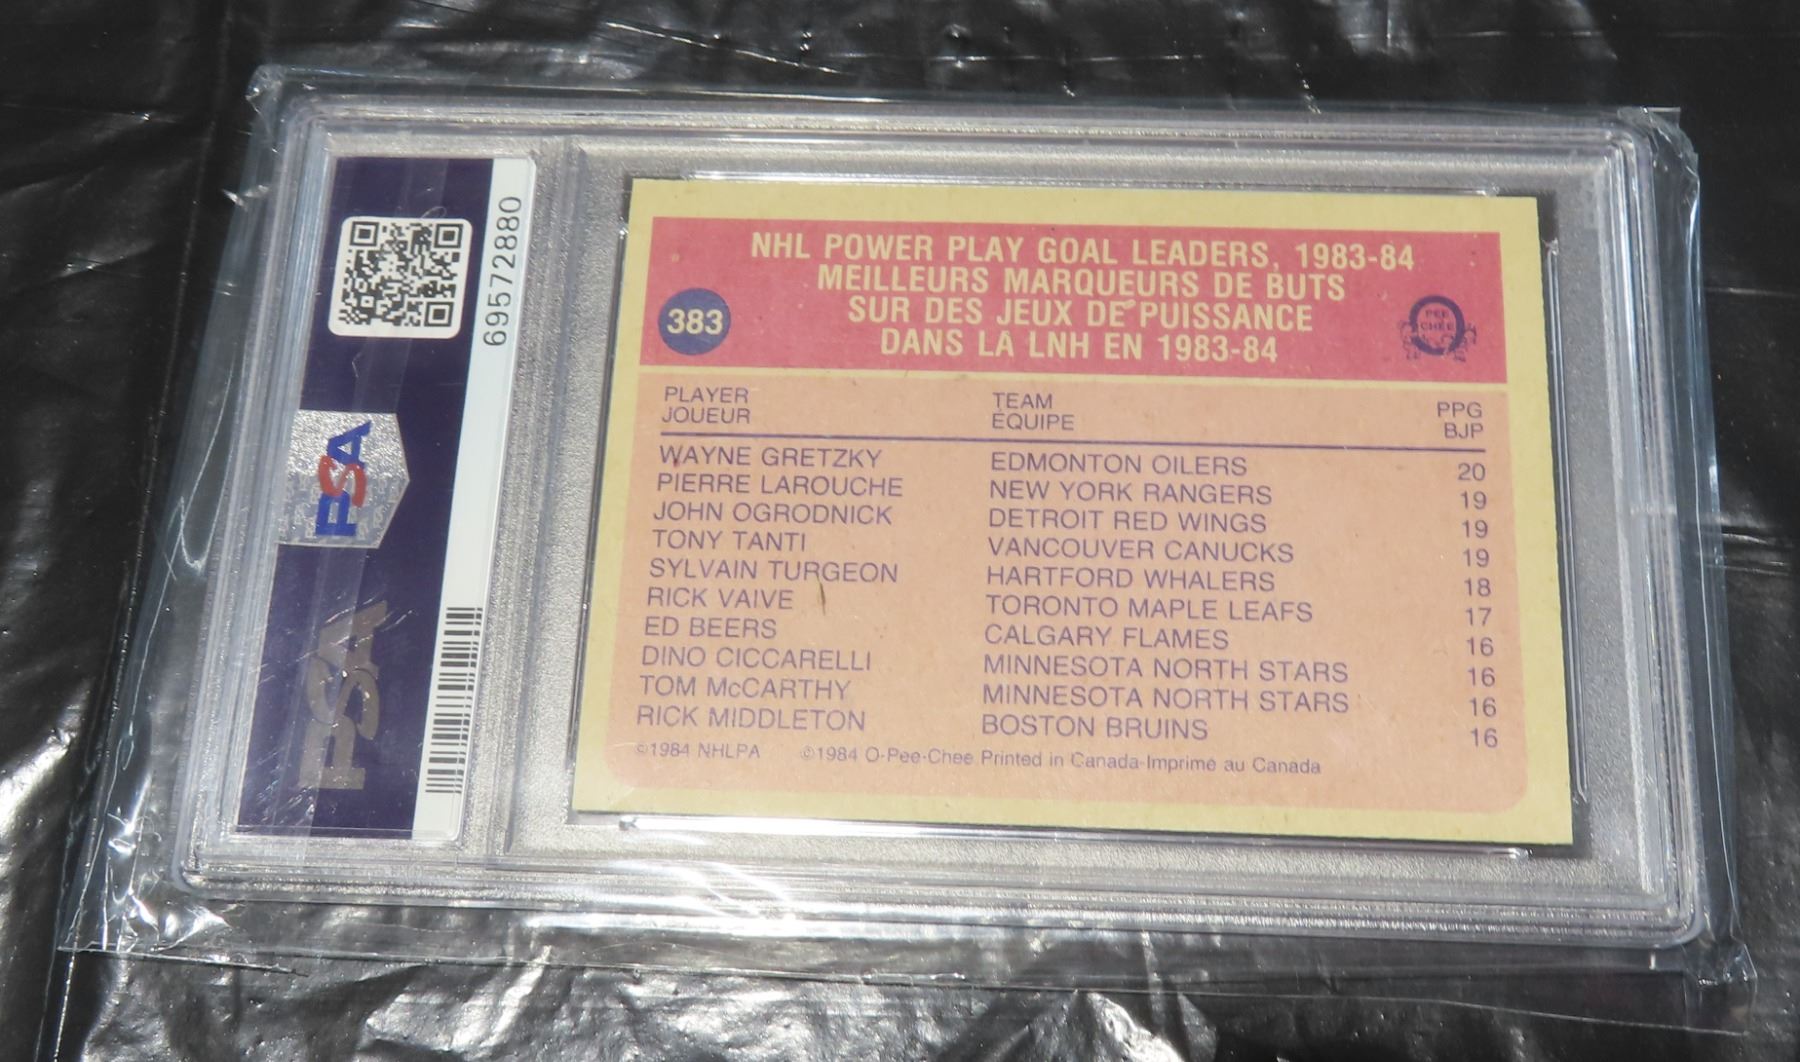 69572880
PSA
PSA
NHL POWER PLAY GOAL LEADERS, 1983-84
MEILLEURS MARQUEURS DE BUTS
SUR DES JEUX DE PUISSANCE
DANS LA LNH EN 1983-84
383
O
PEE
CHEE
PLAYER TEAM PPG
JOUEUR EQUIPE BJP
WAYNE GRETZKY EDMONTON OILERS 20
PIERRE LAROUCHE NEW YORK RANGERS 19
JOHN OGRODNICK DETROIT RED WINGS 19
TONY TANTI VANCOUVER CANUCKS 19
SYLVAIN TURGEON HARTFORD WHALERS 18
RICK VAIVE TORONTO MAPLE LEAFS 17
ED BEERS CALGARY FLAMES 16
DINO CICCARELLI MINNESOTA NORTH STARS 16
TOM McCARTHY MINNESOTA NORTH STARS 16
RICK MIDDLETON BOSTON BRUINS 16
©1984 NHLPA ©1984 O-Pee-Chee Printed in Canada-Imprimé au Canada